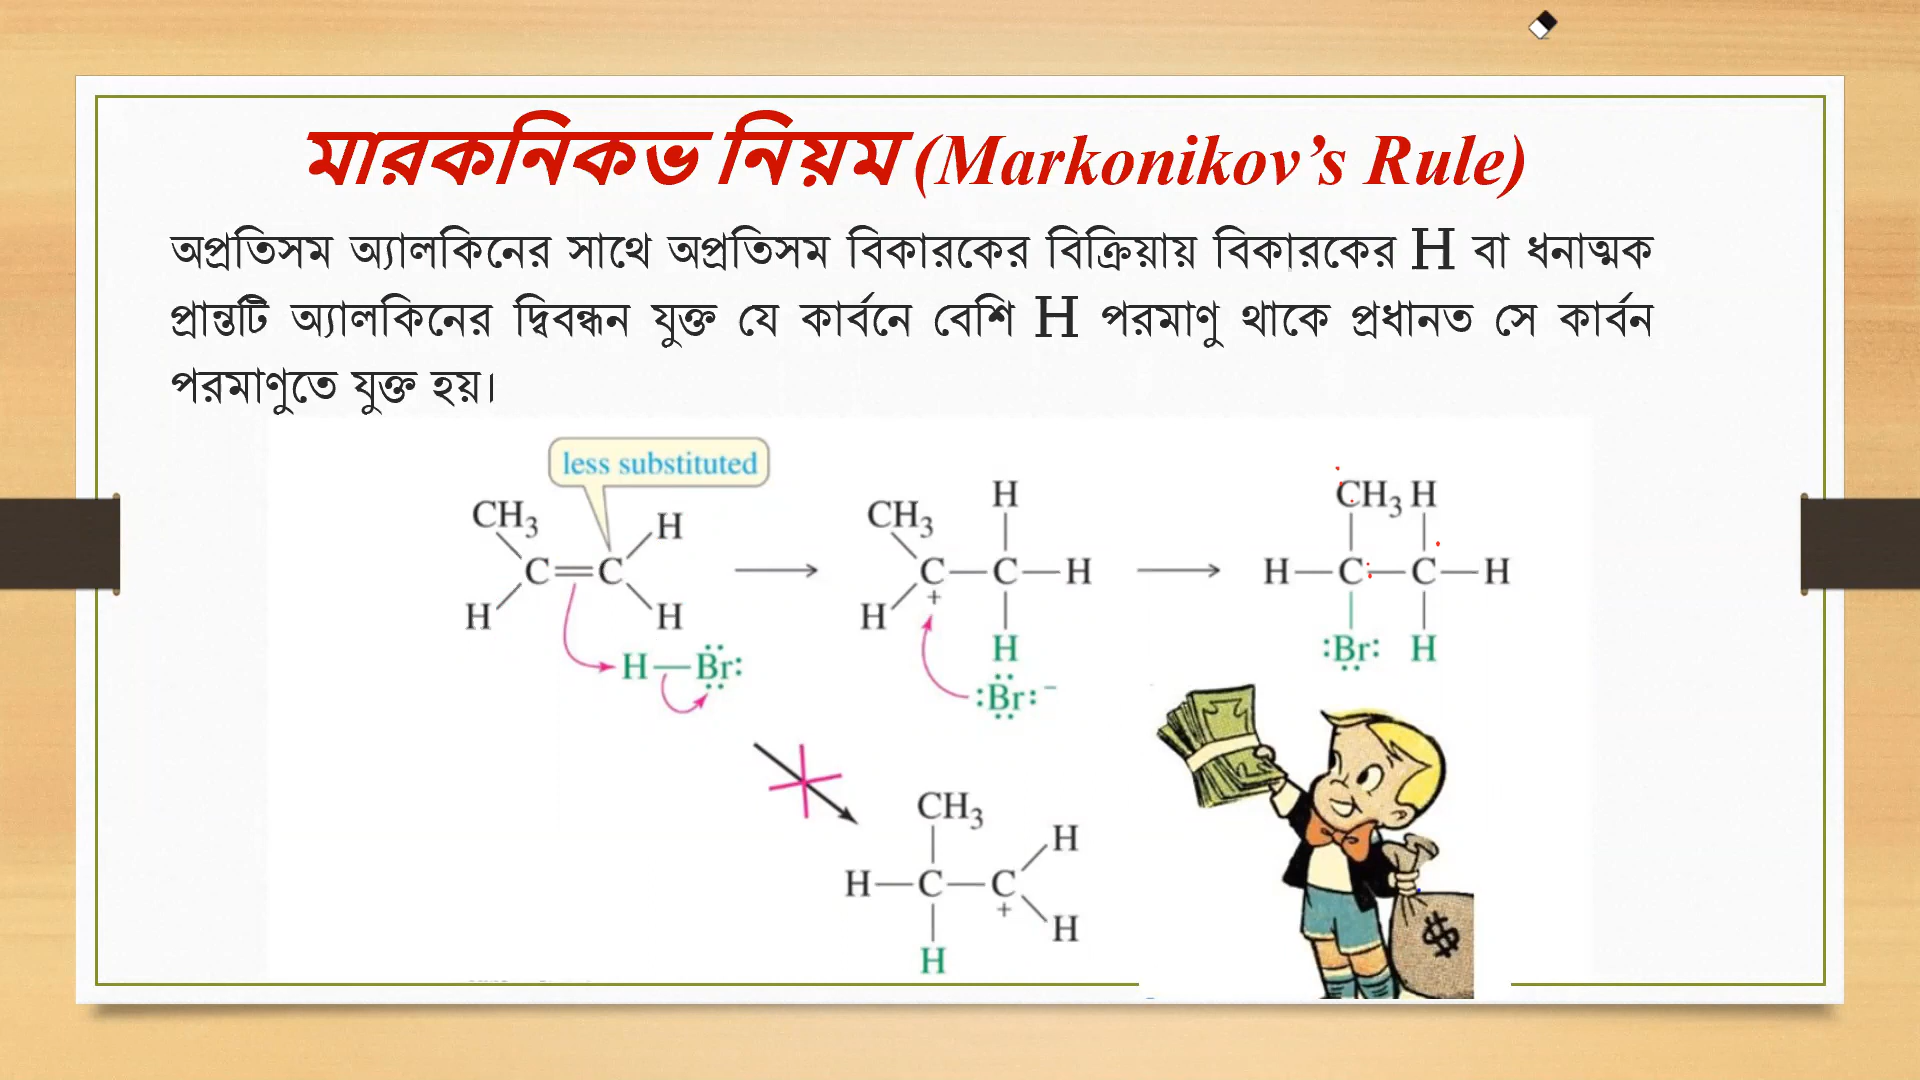 মারকনিকভ নিয়ম (Markonikov’s Rule)
অপ্রতিসম অ্যালকিনের সাথে অপ্রতিসম বিকারকের বিক্রিয়ায় বিকারকের H বা ধনাত্মক
প্রান্তটি অ্যালকিনের দ্বিবন্ধন যুক্ত যে কার্বনে বেশি H পরমাণু থাকে প্রধানত সে কার্বন
পরমাণুতে যুক্ত হয়।
less substituted
CH3 H
C=C
H H
H—Br:
CH3 H
C—C—H
+
H H
:Br:−
CH3 H
H—C—C—H
:Br: H
CH3 H
H—C—C
+
H H
$